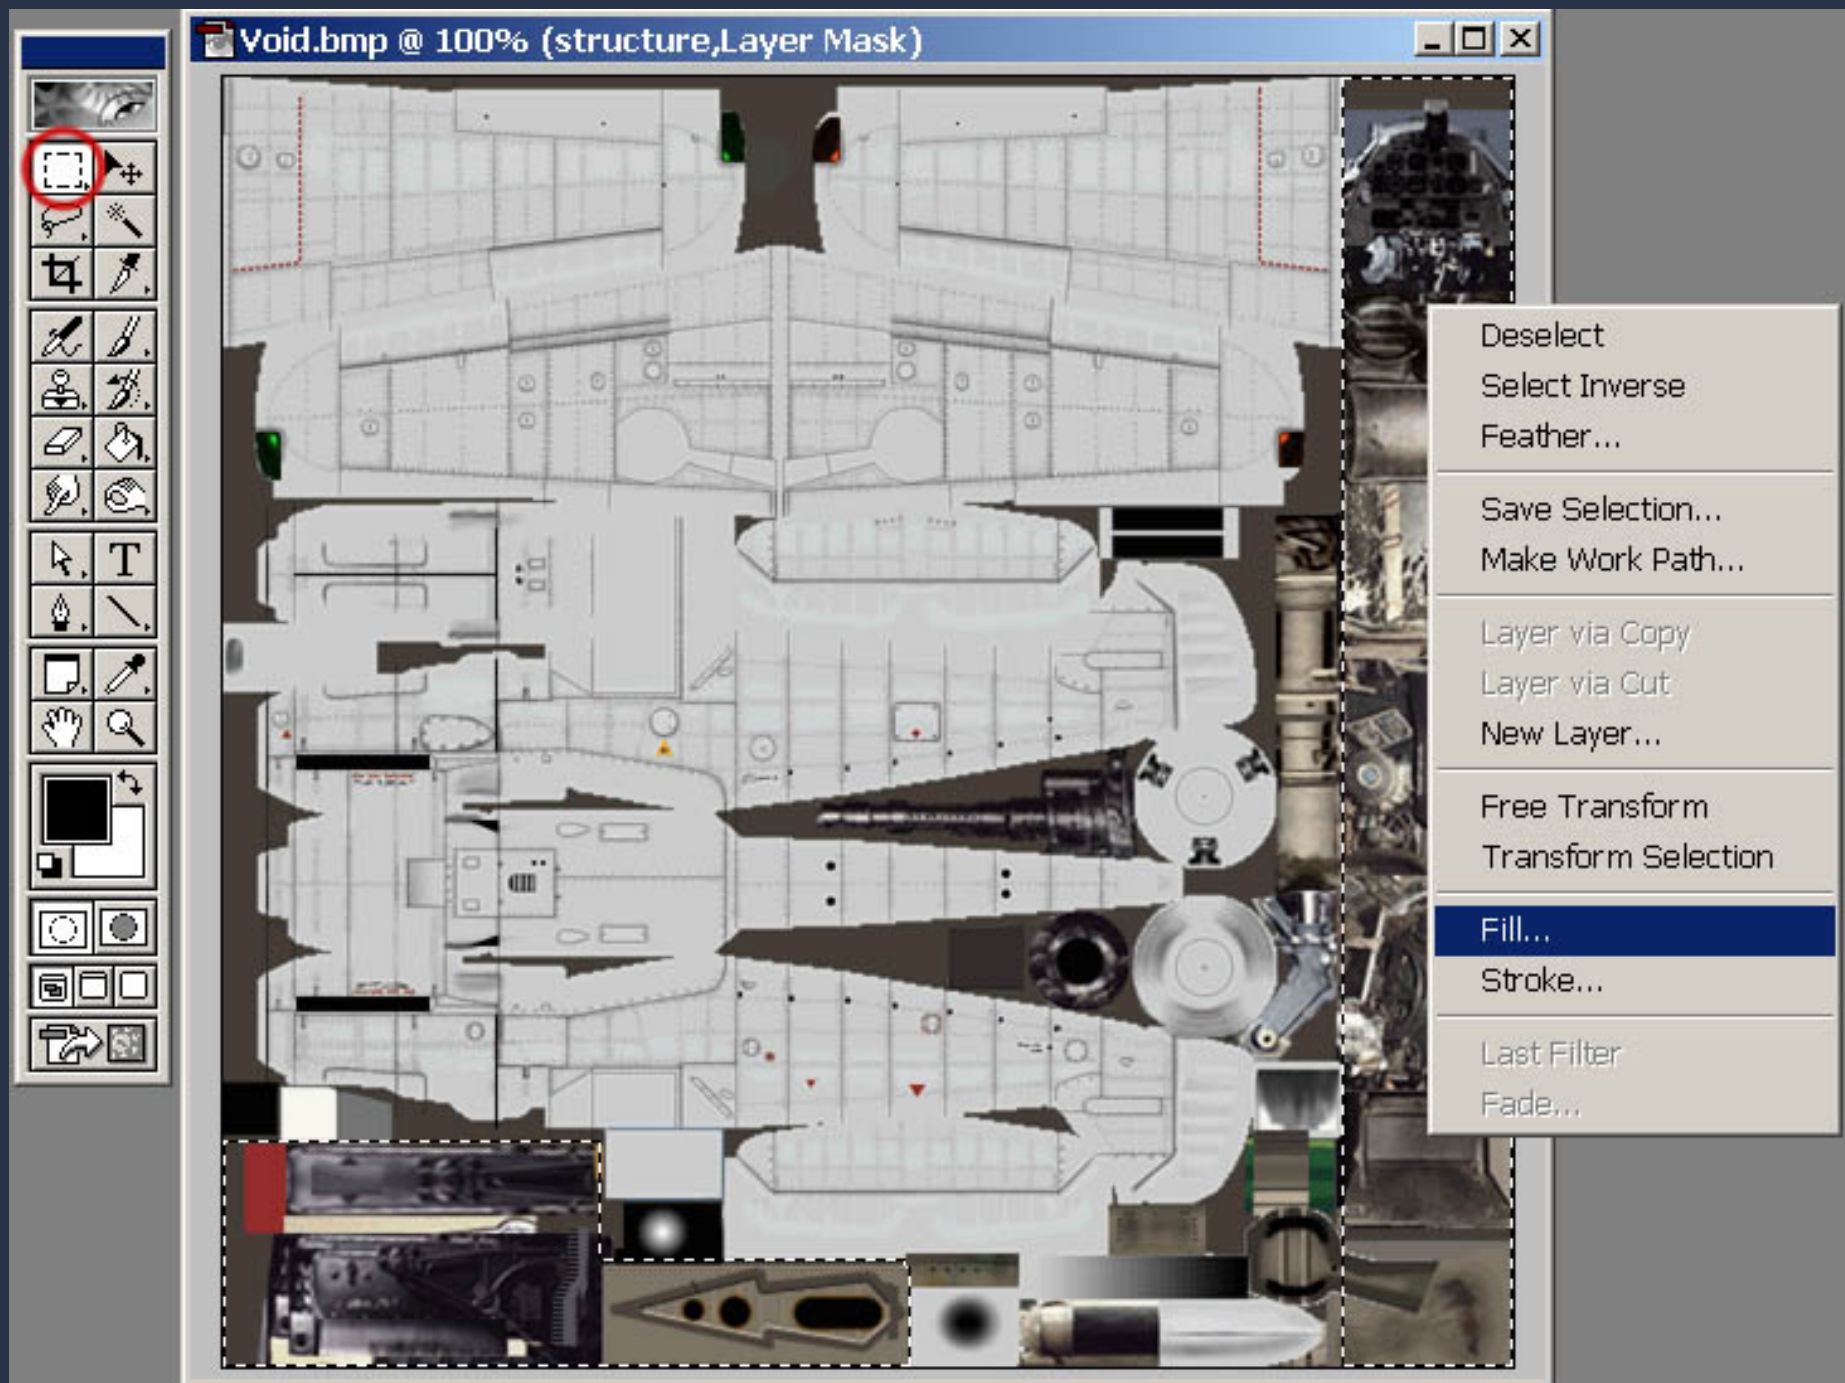 Void.bmp @ 100% (structure,Layer Mask)
T
Deselect
Select Inverse
Feather...
Save Selection...
Make Work Path...
Layer via Copy
Layer via Cut
New Layer...
Free Transform
Transform Selection
Fill...
Stroke...
Last Filter
Fade...